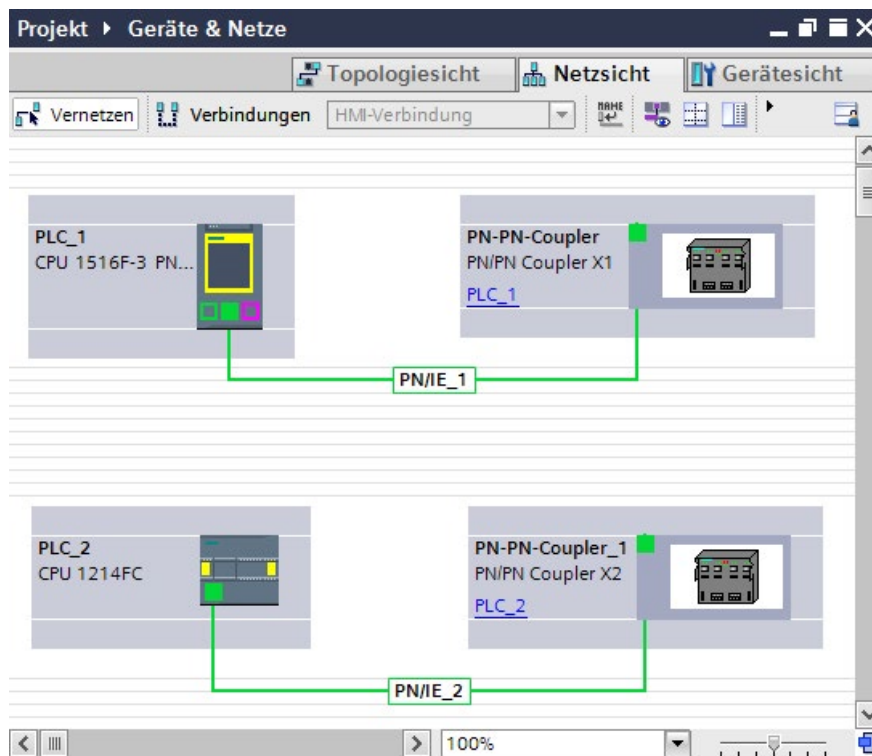 Projekt ▸ Geräte & Netze
Topologiesicht
Netzsicht
Gerätesicht
Vernetzen
Verbindungen
HMI-Verbindung
NAME
PLC_1
CPU 1516F-3 PN...
PN-PN-Coupler
PN/PN Coupler X1
PLC_1
PN/IE_1
PLC_2
CPU 1214FC
PN-PN-Coupler_1
PN/PN Coupler X2
PLC_2
PN/IE_2
100%